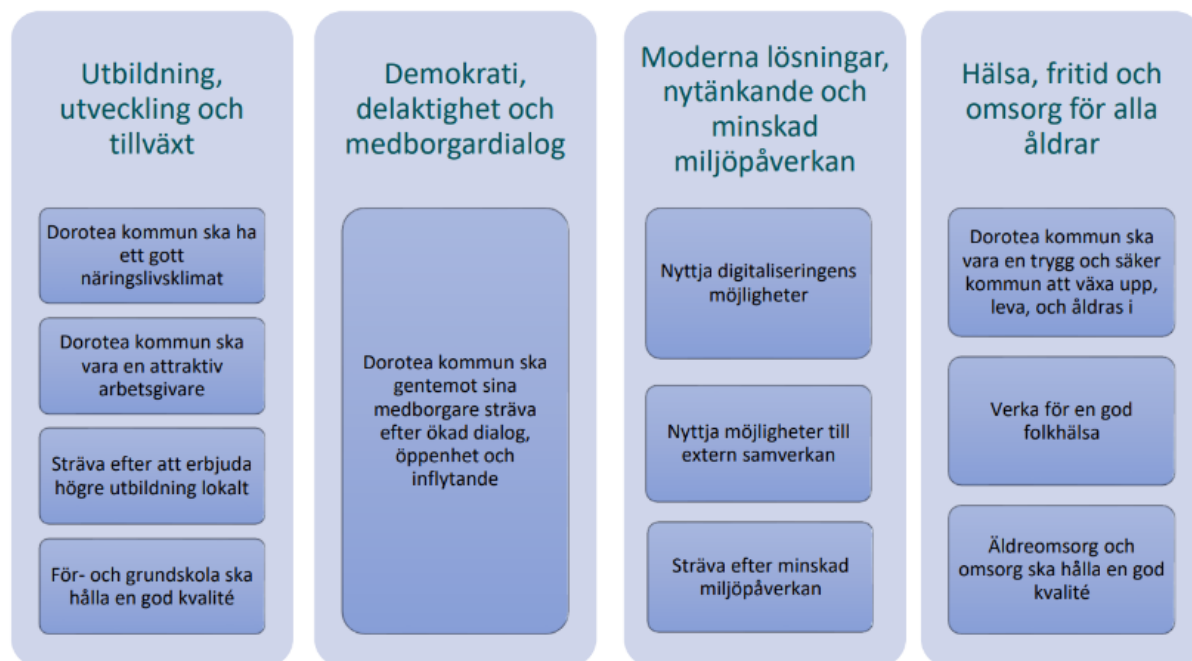 Utbildning,
utveckling och
tillväxt
Dorotea kommun ska ha
ett gott
näringslivsklimat
Dorotea kommun ska
vara en attraktiv
arbetsgivare
Sträva efter att erbjuda
högre utbildning lokalt
För- och grundskola ska
hålla en god kvalité
Demokrati,
delaktighet och
medborgardialog
Dorotea kommun ska
gentemot sina
medborgare sträva
efter ökad dialog,
öppenhet och
inflytande
Moderna lösningar,
nytänkande och
minskad
miljöpåverkan
Nyttja digitaliseringens
möjligheter
Nyttja möjligheter till
extern samverkan
Sträva efter minskad
miljöpåverkan
Hälsa, fritid och
omsorg för alla
åldrar
Dorotea kommun ska
vara en trygg och säker
kommun att växa upp,
leva, och åldras i
Verka för en god
folkhälsa
Äldreomsorg och
omsorg ska hålla en god
kvalité